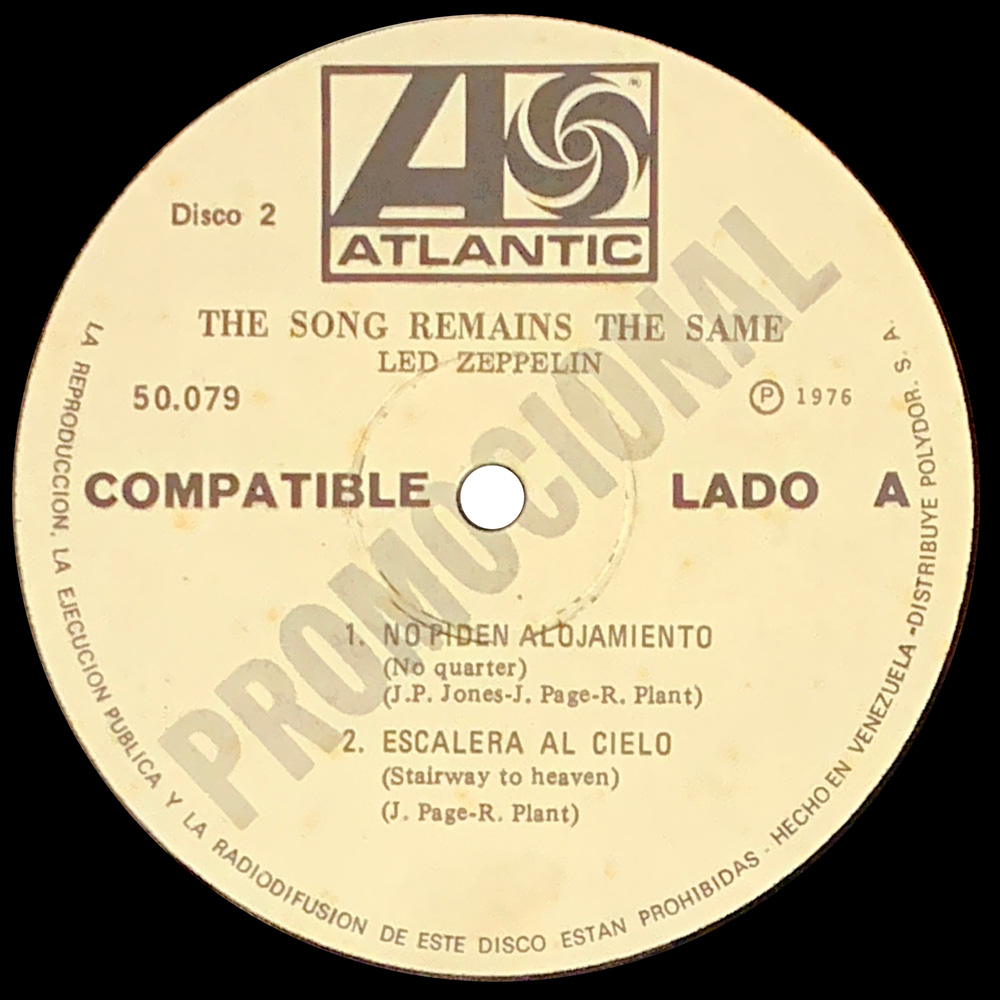 Disco 2
A
ATLANTIC
THE SONG REMAINS THE SAME
LED ZEPPELIN
50.079
Ⓟ 1976
COMPATIBLE
LADO A
PROMOCIONAL
1. NO PIDEN ALOJAMIENTO
(No quarter)
(J.P. Jones-J. Page-R. Plant)
2. ESCALERA AL CIELO
(Stairway to heaven)
(J. Page-R. Plant)
LA REPRODUCCION, LA EJECUCION PUBLICA Y LA RADIODIFUSION DE ESTE DISCO ESTAN PROHIBIDAS - HECHO EN VENEZUELA - DISTRIBUYE POLYDOR. S. A.